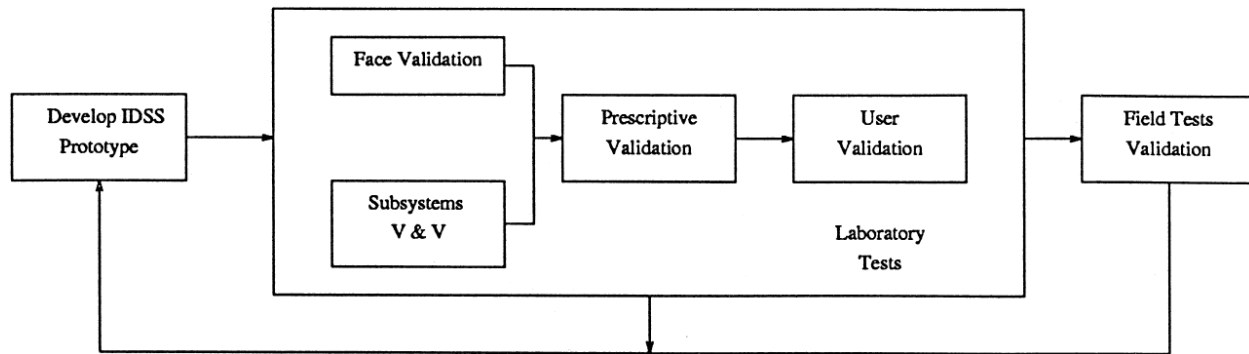 Develop IDSS
Prototype
Face Validation
Subsystems
V & V
Prescriptive
Validation
User
Validation
Laboratory
Tests
Field Tests
Validation